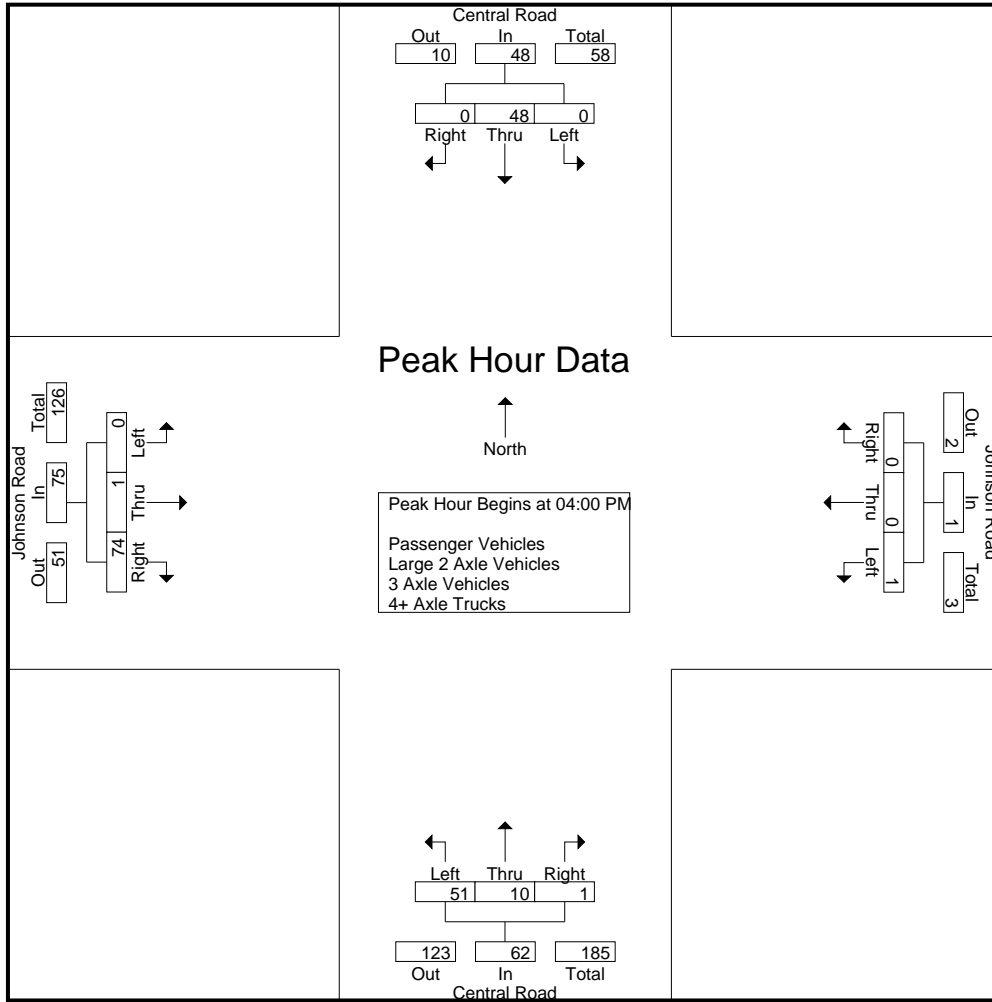 Central Road
Out In Total
10 48 58
0 48 0
Right Thru Left
Peak Hour Data
North
Peak Hour Begins at 04:00 PM
Passenger Vehicles
Large 2 Axle Vehicles
3 Axle Vehicles
4+ Axle Trucks
Johnson Road
Out In Total
51 75 126
0 1 74
Left Thru Right
Johnson Road
Out In Total
2 1 3
Right Thru Left
0 0 1
Left Thru Right
51 10 1
123 62 185
Out In Total
Central Road